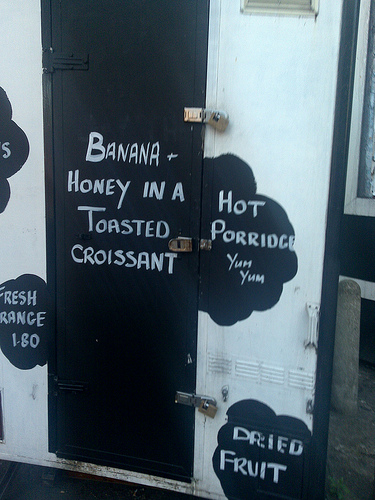 BANANA +
HONEY IN A
TOASTED
CROISSANT
HOT
PORRIDGE
YUM
YUM
FRESH
RANGE
1.80
DRIED
FRUIT